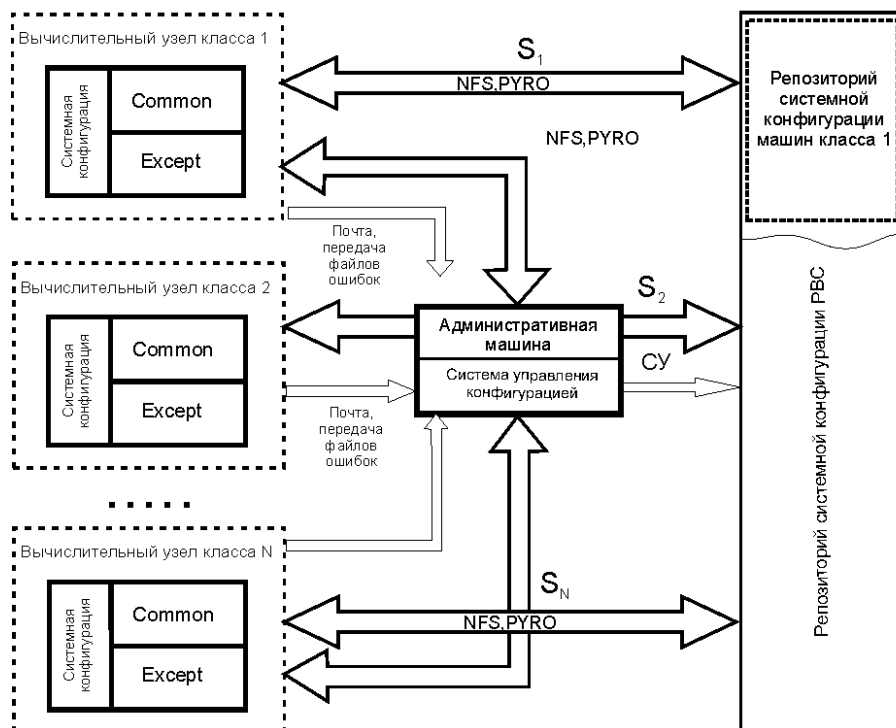 Вычислительный узел класса 1
Системная
конфигурация
Common
Except
S1
NFS,PYRO
NFS,PYRO
Репозиторий
системной
конфигурации
машин класса 1
Почта,
передача
файлов
ошибок
Вычислительный узел класса 2
Системная
конфигурация
Common
Except
Административная
машина
Система управления
конфигурацией
S2
СУ
Почта,
передача
файлов
ошибок
Репозиторий системной конфигурации РВС
.....
Вычислительный узел класса N
Системная
конфигурация
Common
Except
SN
NFS,PYRO